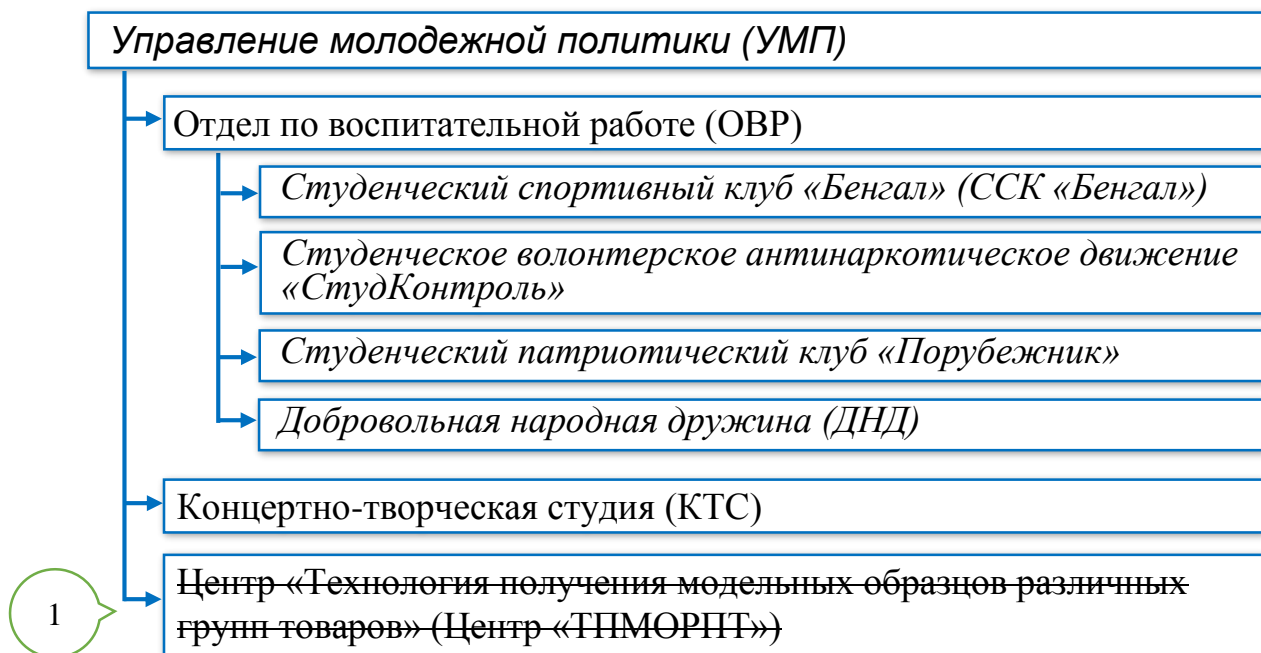 Управление молодежной политики (УМП)
Отдел по воспитательной работе (ОВР)
Студенческий спортивный клуб «Бенгал» (ССК «Бенгал»)
Студенческое волонтерское антинаркотическое движение
«СтудКонтроль»
Студенческий патриотический клуб «Порубежник»
Добровольная народная дружина (ДНД)
Концертно-творческая студия (КТС)
Центр «Технология получения модельных образцов различных
групп товаров» (Центр «ТПМОРПТ»)
1